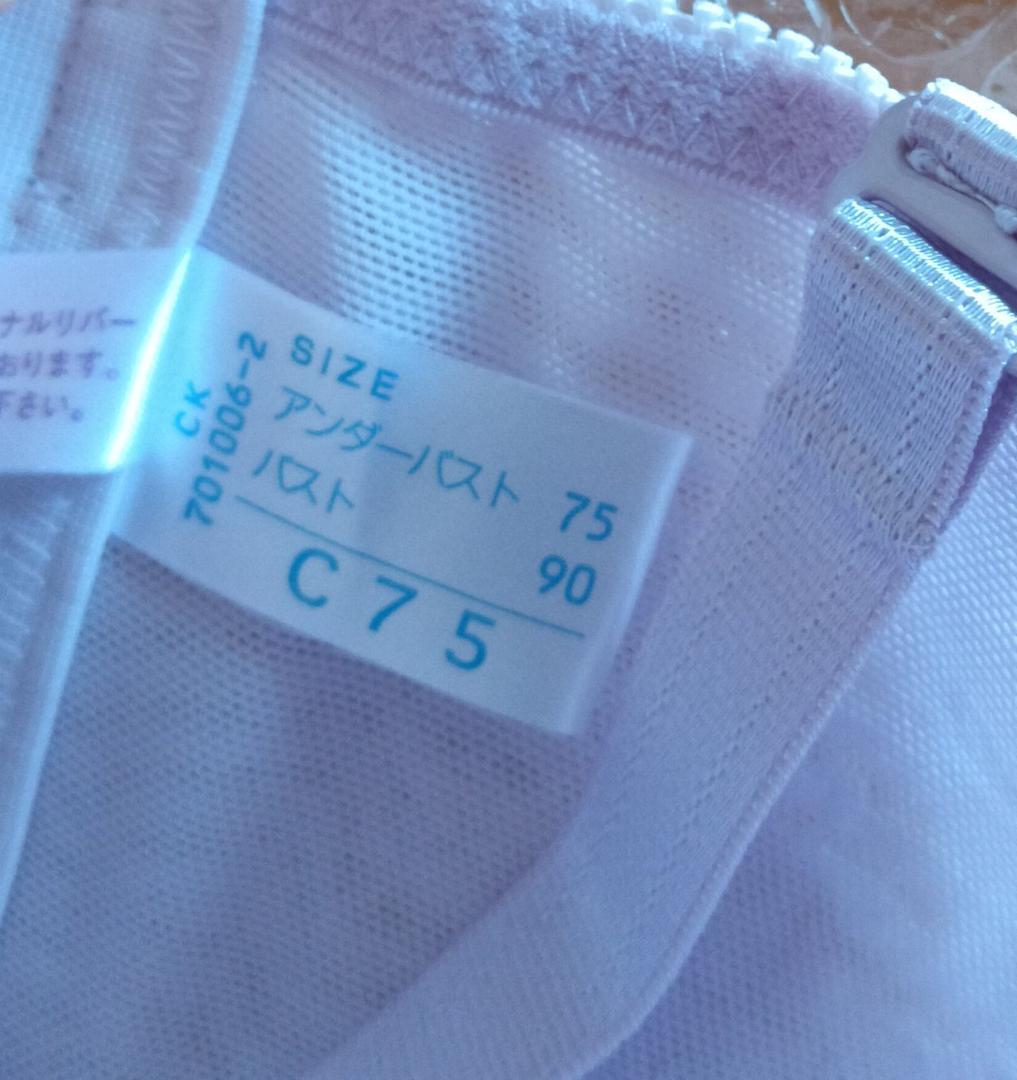 ナルリバー
おります。
下さい。
CK
701006-2
SIZE
アンダーバスト 75
バスト 90
C75